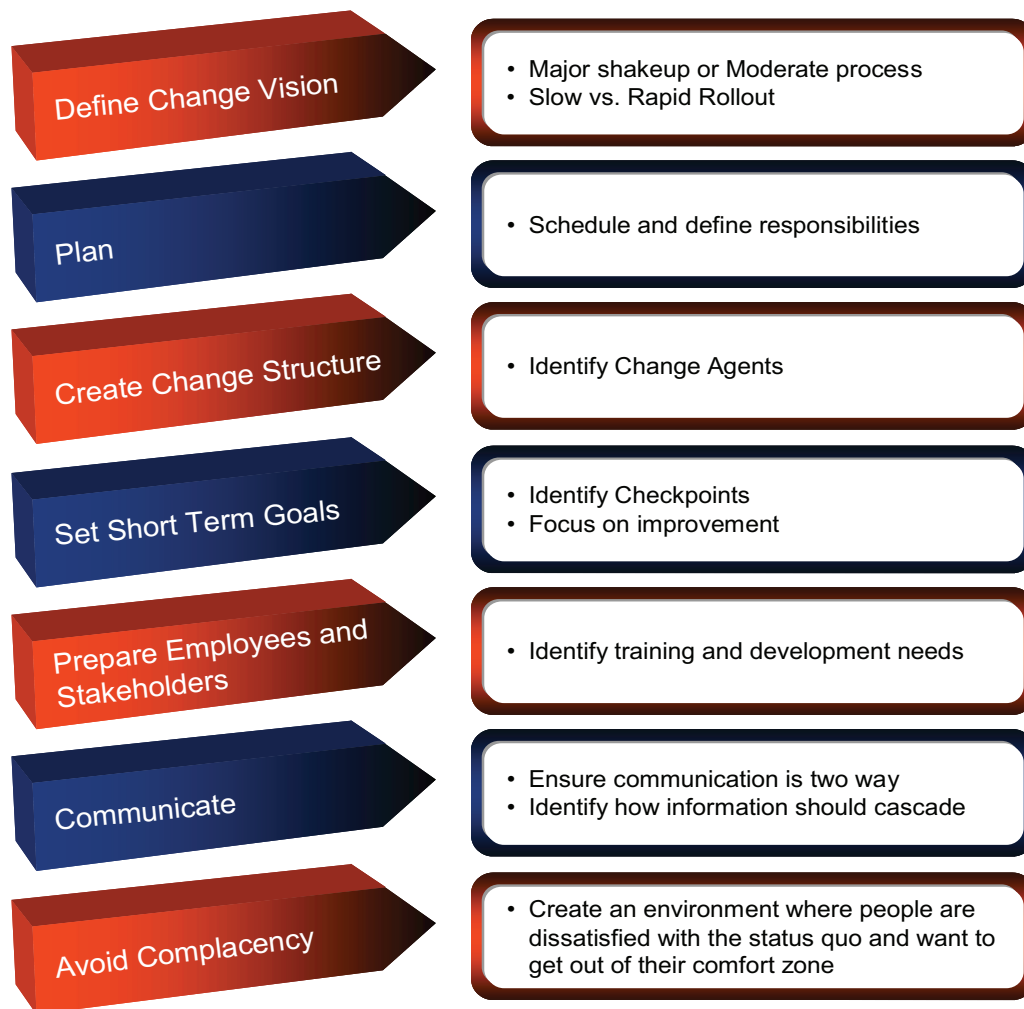 Define Change Vision
• Major shakeup or Moderate process
• Slow vs. Rapid Rollout
Plan
• Schedule and define responsibilities
Create Change Structure
• Identify Change Agents
Set Short Term Goals
• Identify Checkpoints
• Focus on improvement
Prepare Employees and
Stakeholders
• Identify training and development needs
Communicate
• Ensure communication is two way
• Identify how information should cascade
Avoid Complacency
• Create an environment where people are
dissatisfied with the status quo and want to
get out of their comfort zone